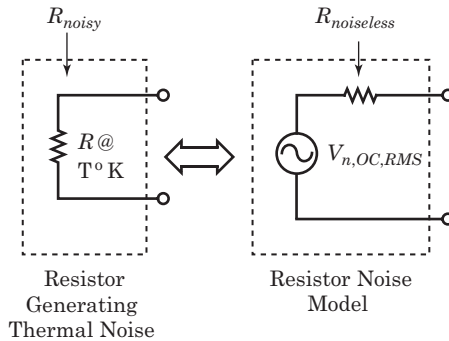 R_noisy
R_noiseless
R @
T° K
V_n,OC,RMS
Resistor
Generating
Thermal Noise
Resistor Noise
Model